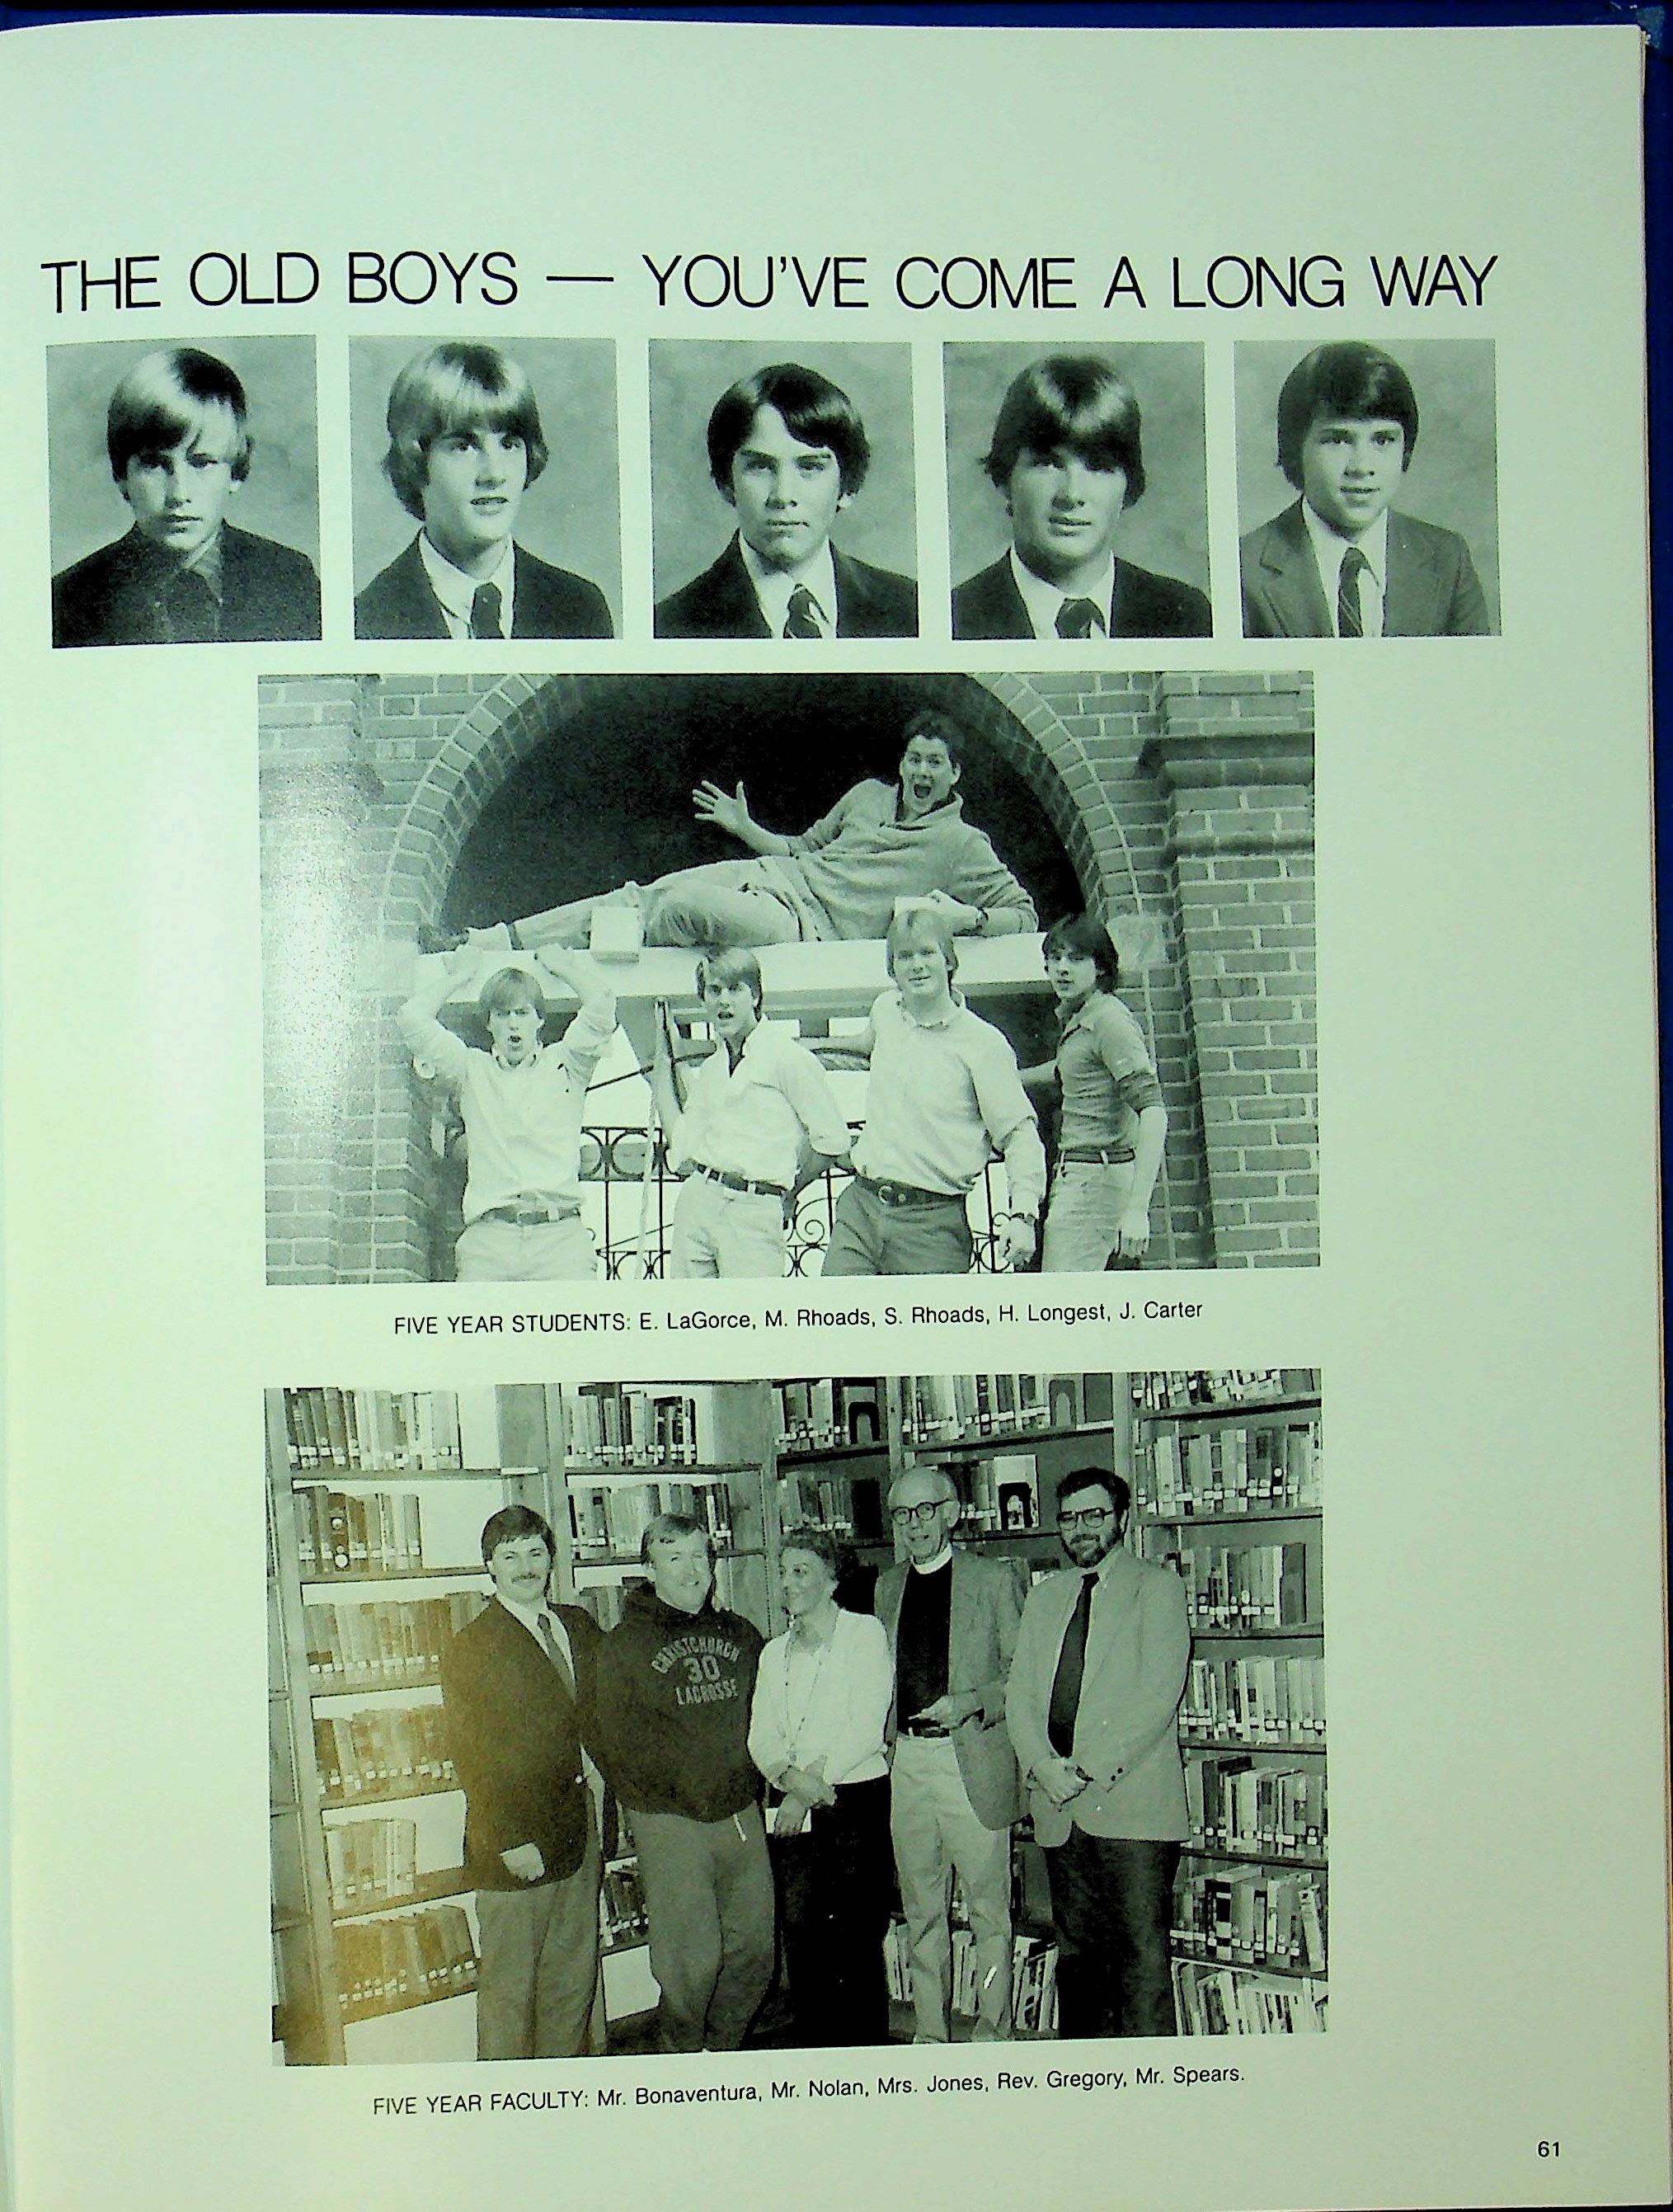 THE OLD BOYS — YOU'VE COME A LONG WAY
FIVE YEAR STUDENTS: E. LaGorce, M. Rhoads, S. Rhoads, H. Longest, J. Carter
CHRISTCHURCH
30
LACROSSE
FIVE YEAR FACULTY: Mr. Bonaventura, Mr. Nolan, Mrs. Jones, Rev. Gregory, Mr. Spears.
61